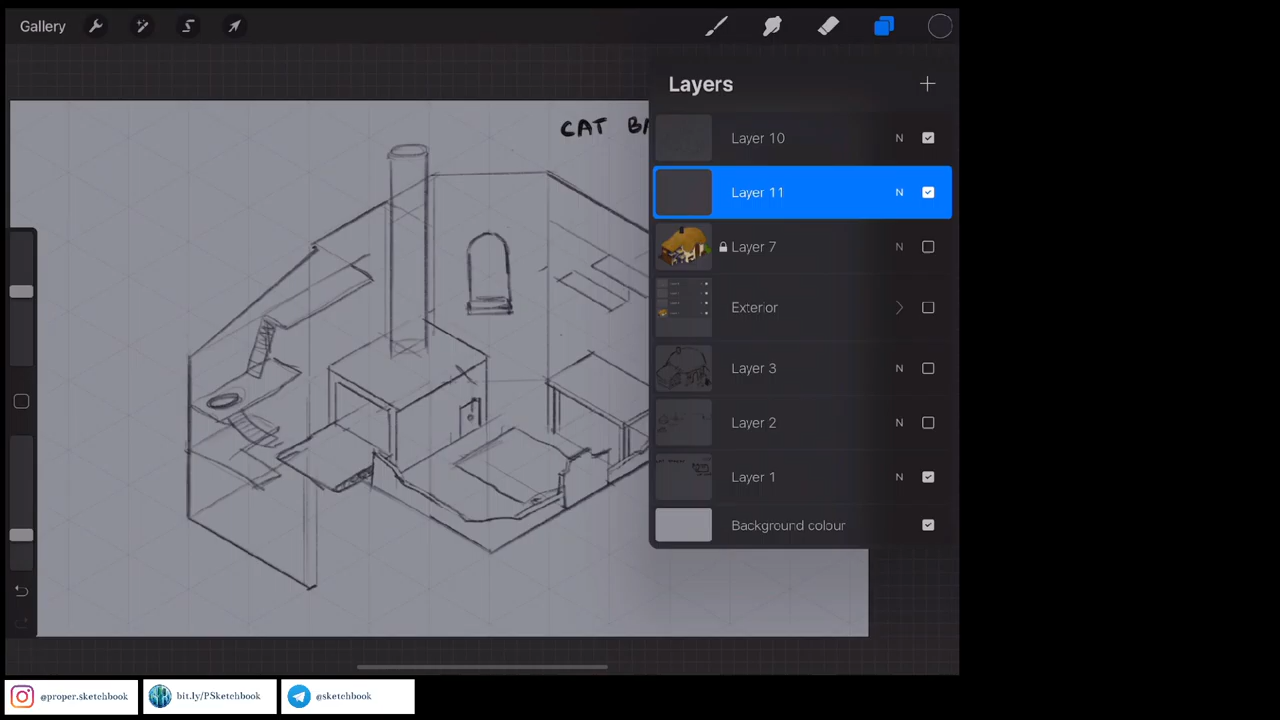 Gallery
Layers
CAT
Layer 10 N
Layer 11 N
Layer 7 N
Exterior
Layer 3 N
Layer 2 N
Layer 1 N
Background colour
@proper.sketchbook
bit.ly/PSketchbook
@sketchbook